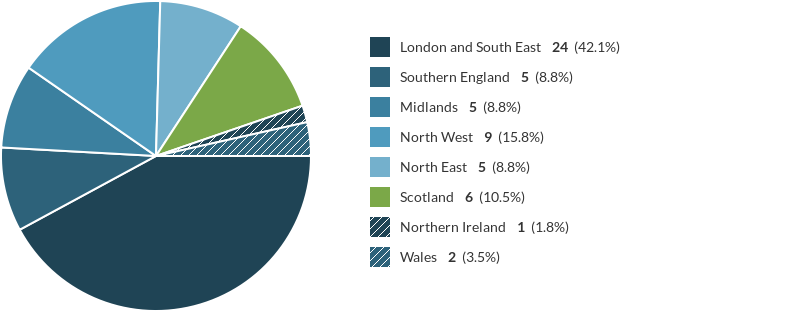 London and South East 24 (42.1%)
Southern England 5 (8.8%)
Midlands 5 (8.8%)
North West 9 (15.8%)
North East 5 (8.8%)
Scotland 6 (10.5%)
Northern Ireland 1 (1.8%)
Wales 2 (3.5%)